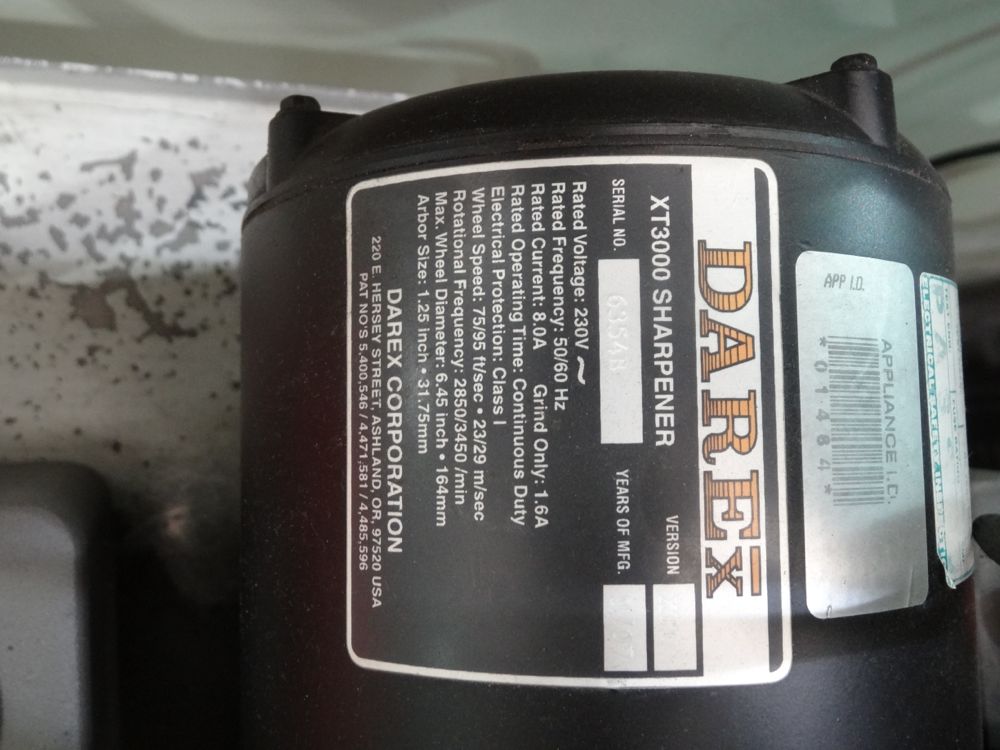 DAREX
XT3000 SHARPENER
VERSION
SERIAL NO.
YEARS OF MFG.
Rated Voltage: 230V ~
Rated Frequency: 50/60 Hz
Rated Current: 8.0A Grind Only: 1.6A
Rated Operating Time: Continuous Duty
Electrical Protection: Class I
Wheel Speed: 75/95 ft/sec • 23/29 m/sec
Rotational Frequency: 2850/3450 /min
Max. Wheel Diameter: 6.45 inch • 164mm
Arbor Size: 1.25 inch • 31.75mm
DAREX CORPORATION
220 E. HERSEY STREET, ASHLAND, OR, 97520 USA
PAT NO'S 5,400,546 / 4,471,581 / 4,485,596
APP I.D.
APPLIANCE I.D.
*014684*
ELECTRICAL SAFETY